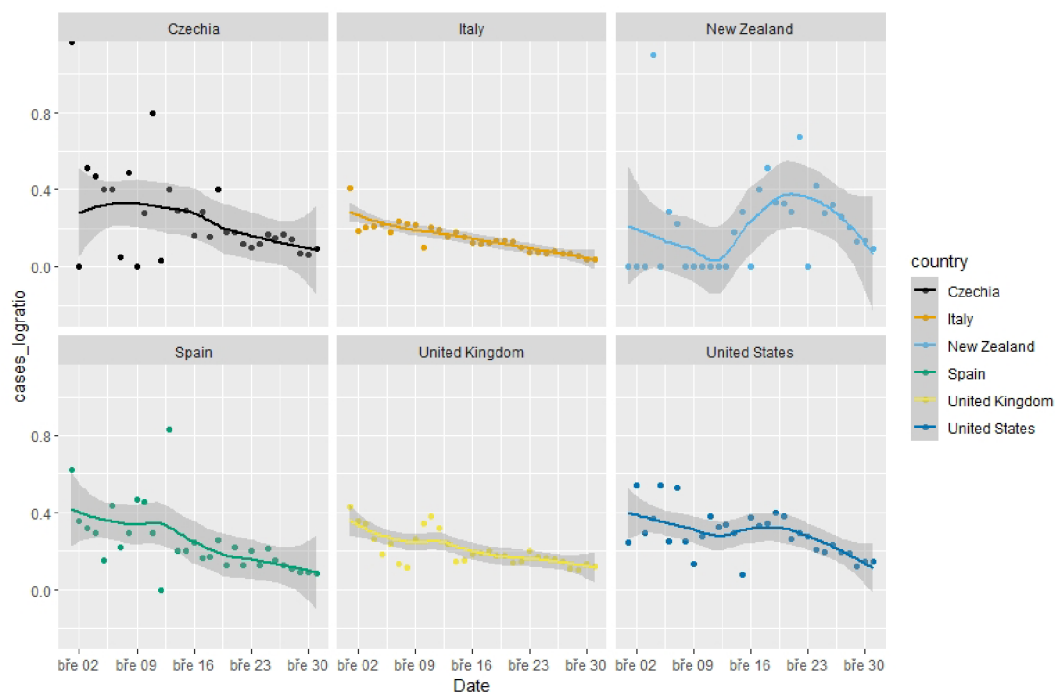 Czechia
Italy
New Zealand
0.8
0.4
0.0
cases_logratio
Spain
United Kingdom
United States
0.8
0.4
0.0
bře 02 bře 09 bře 16 bře 23 bře 30
bře 02 bře 09 bře 16 bře 23 bře 30
bře 02 bře 09 bře 16 bře 23 bře 30
Date
country
Czechia
Italy
New Zealand
Spain
United Kingdom
United States